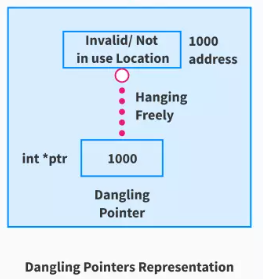 Invalid/ Not
in use Location
1000
address
Hanging
Freely
int *ptr
1000
Dangling
Pointer
Dangling Pointers Representation